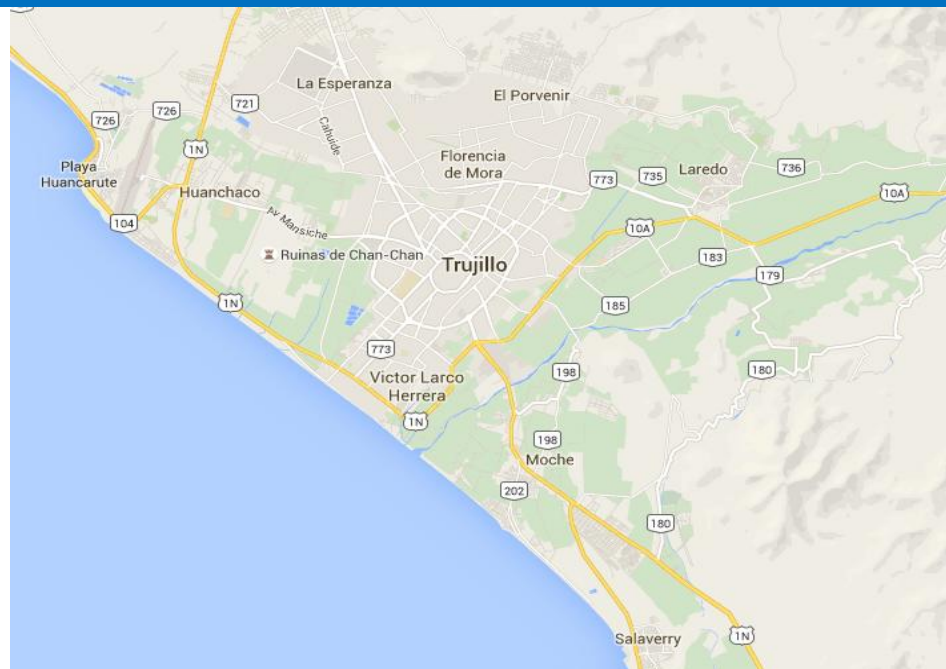 La Esperanza
El Porvenir
721
726
726
Cahuide
1N
Florencia
de Mora
Playa
Huancarute
Huanchaco
773
735
Laredo
736
10A
104
Av Mansiche
10A
Ruinas de Chan-Chan
Trujillo
183
179
1N
185
773
198
180
Victor Larco
Herrera
1N
198
Moche
202
180
Salaverry
1N